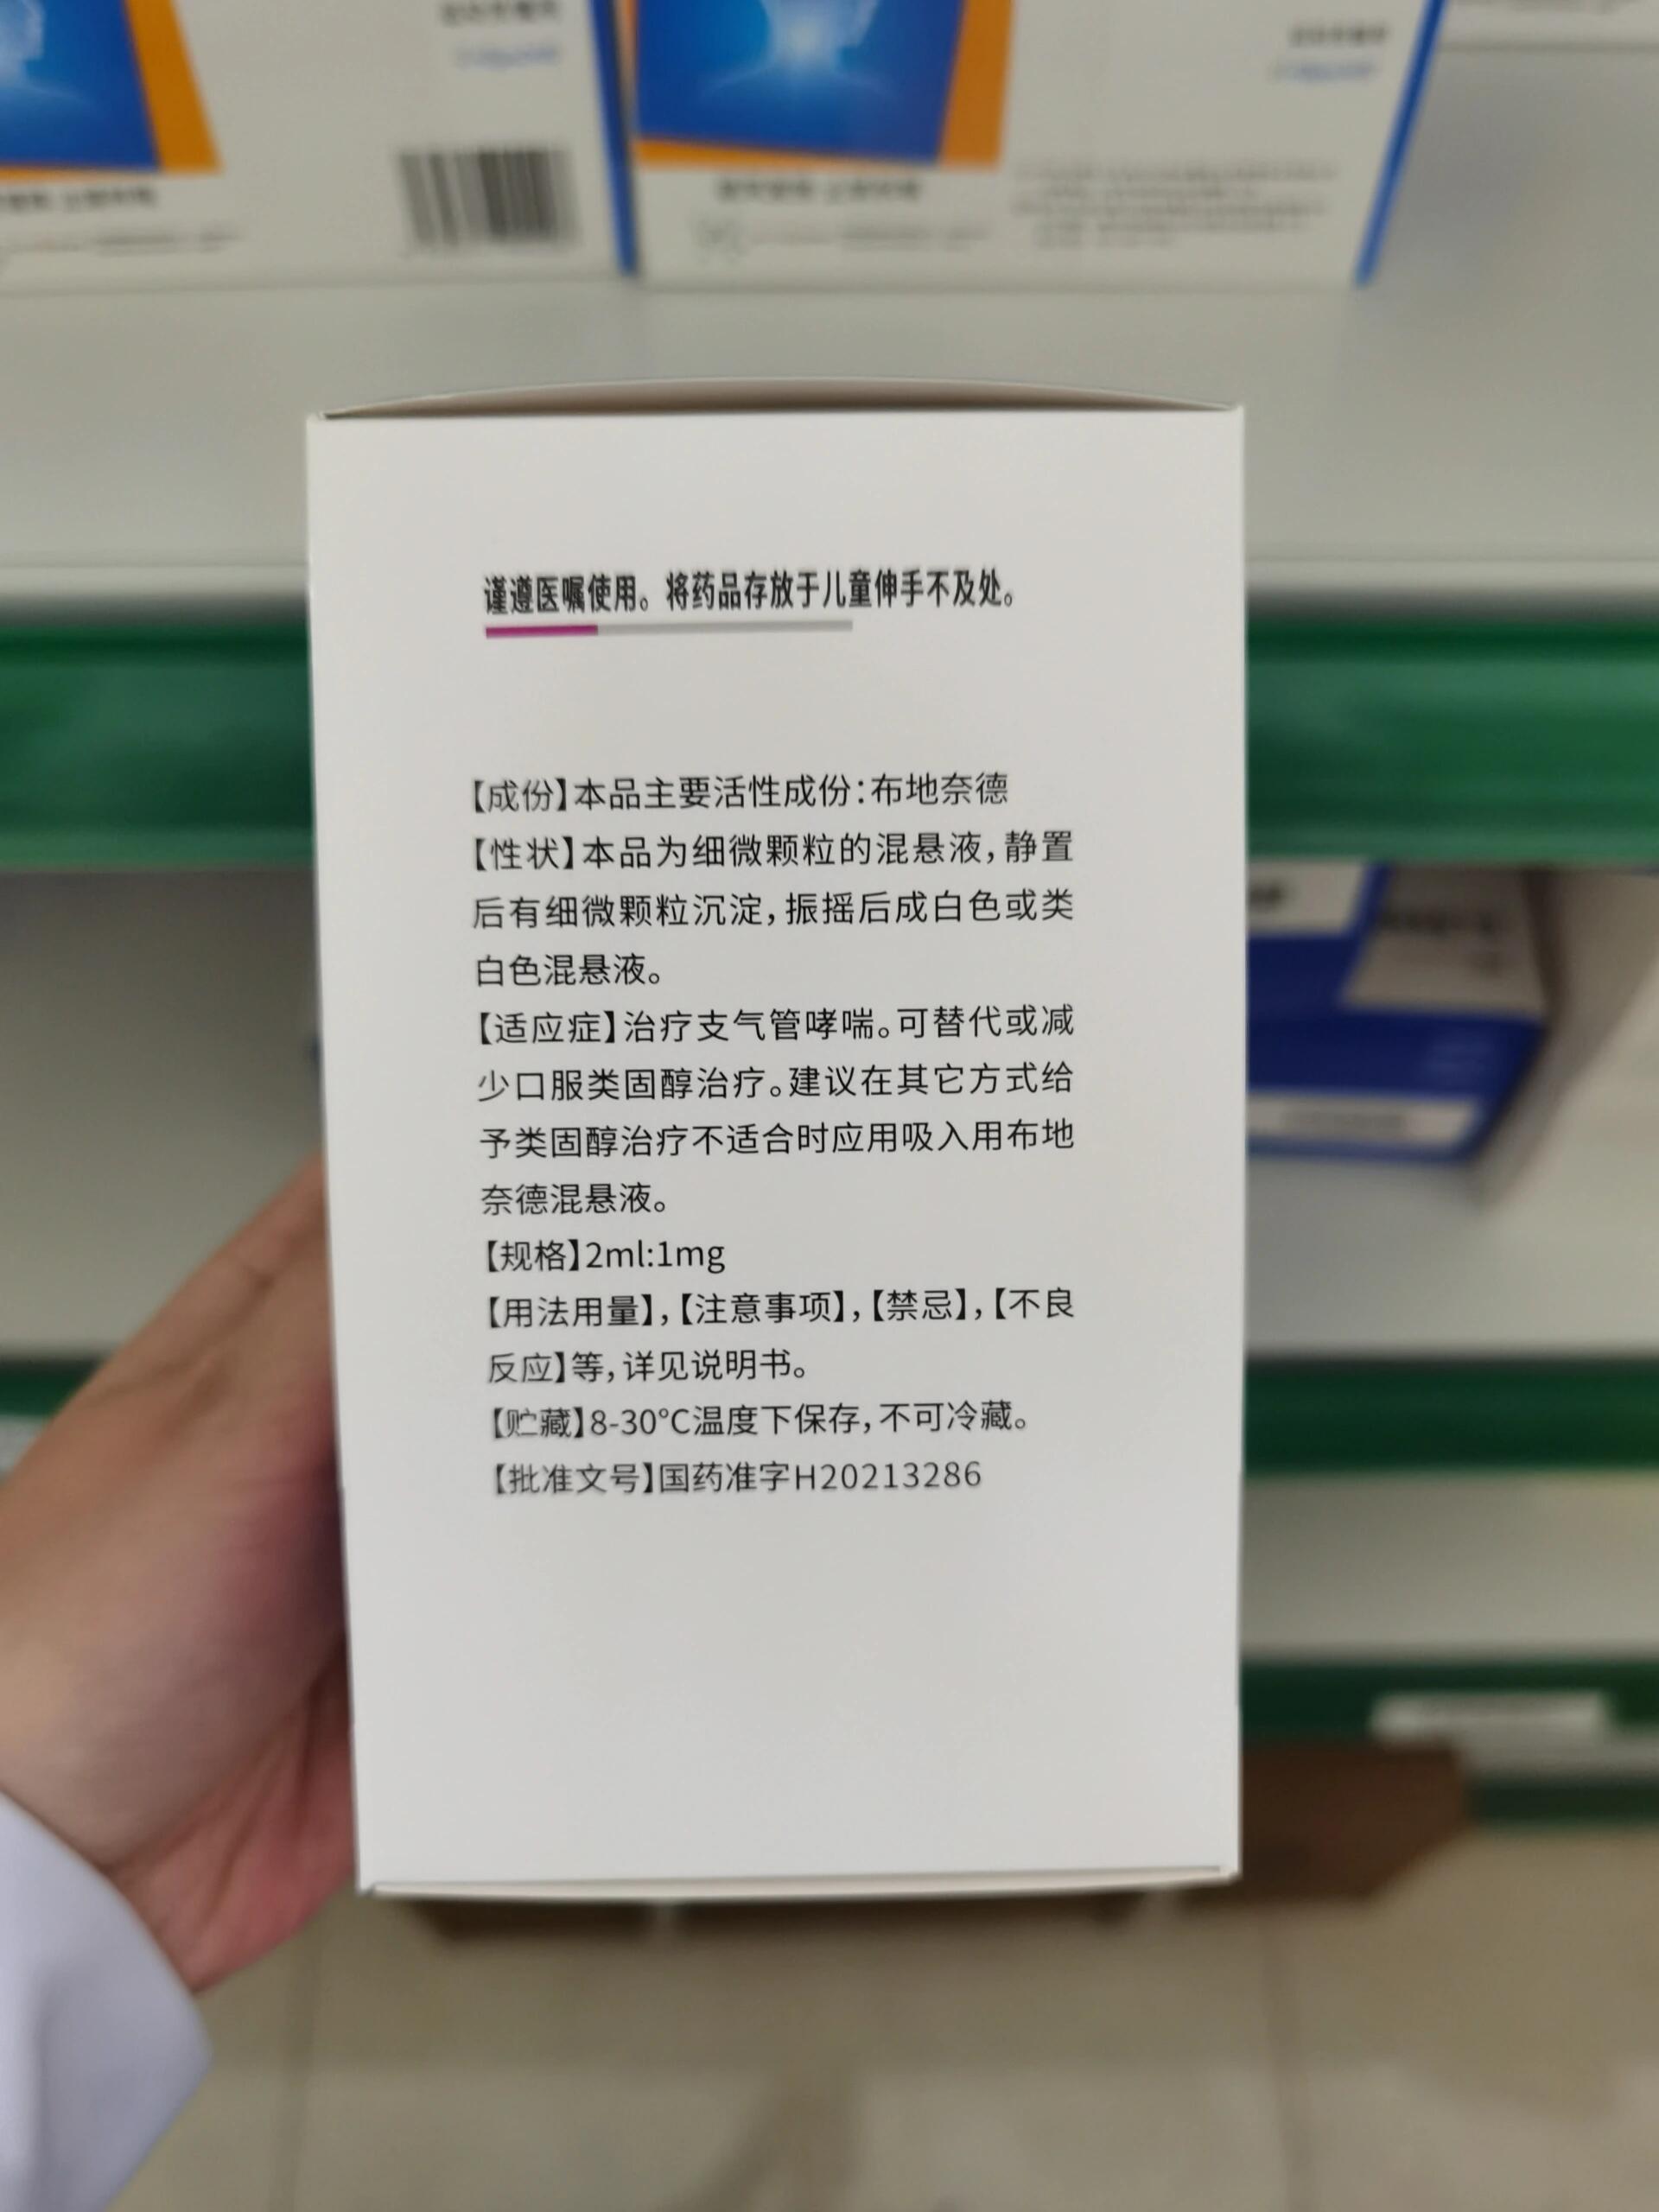 谨遵医嘱使用。将药品存放于儿童伸手不及处。
【成份】本品主要活性成份：布地奈德
【性状】本品为细微颗粒的混悬液，静置
后有细微颗粒沉淀，振摇后成白色或类
白色混悬液。
【适应症】治疗支气管哮喘。可替代或减
少口服类固醇治疗。建议在其它方式给
予类固醇治疗不适合时应用吸入用布地
奈德混悬液。
【规格】2ml:1mg
【用法用量】，【注意事项】，【禁忌】，【不良
反应】等，详见说明书。
【贮藏】8-30℃温度下保存，不可冷藏。
【批准文号】国药准字H20213286